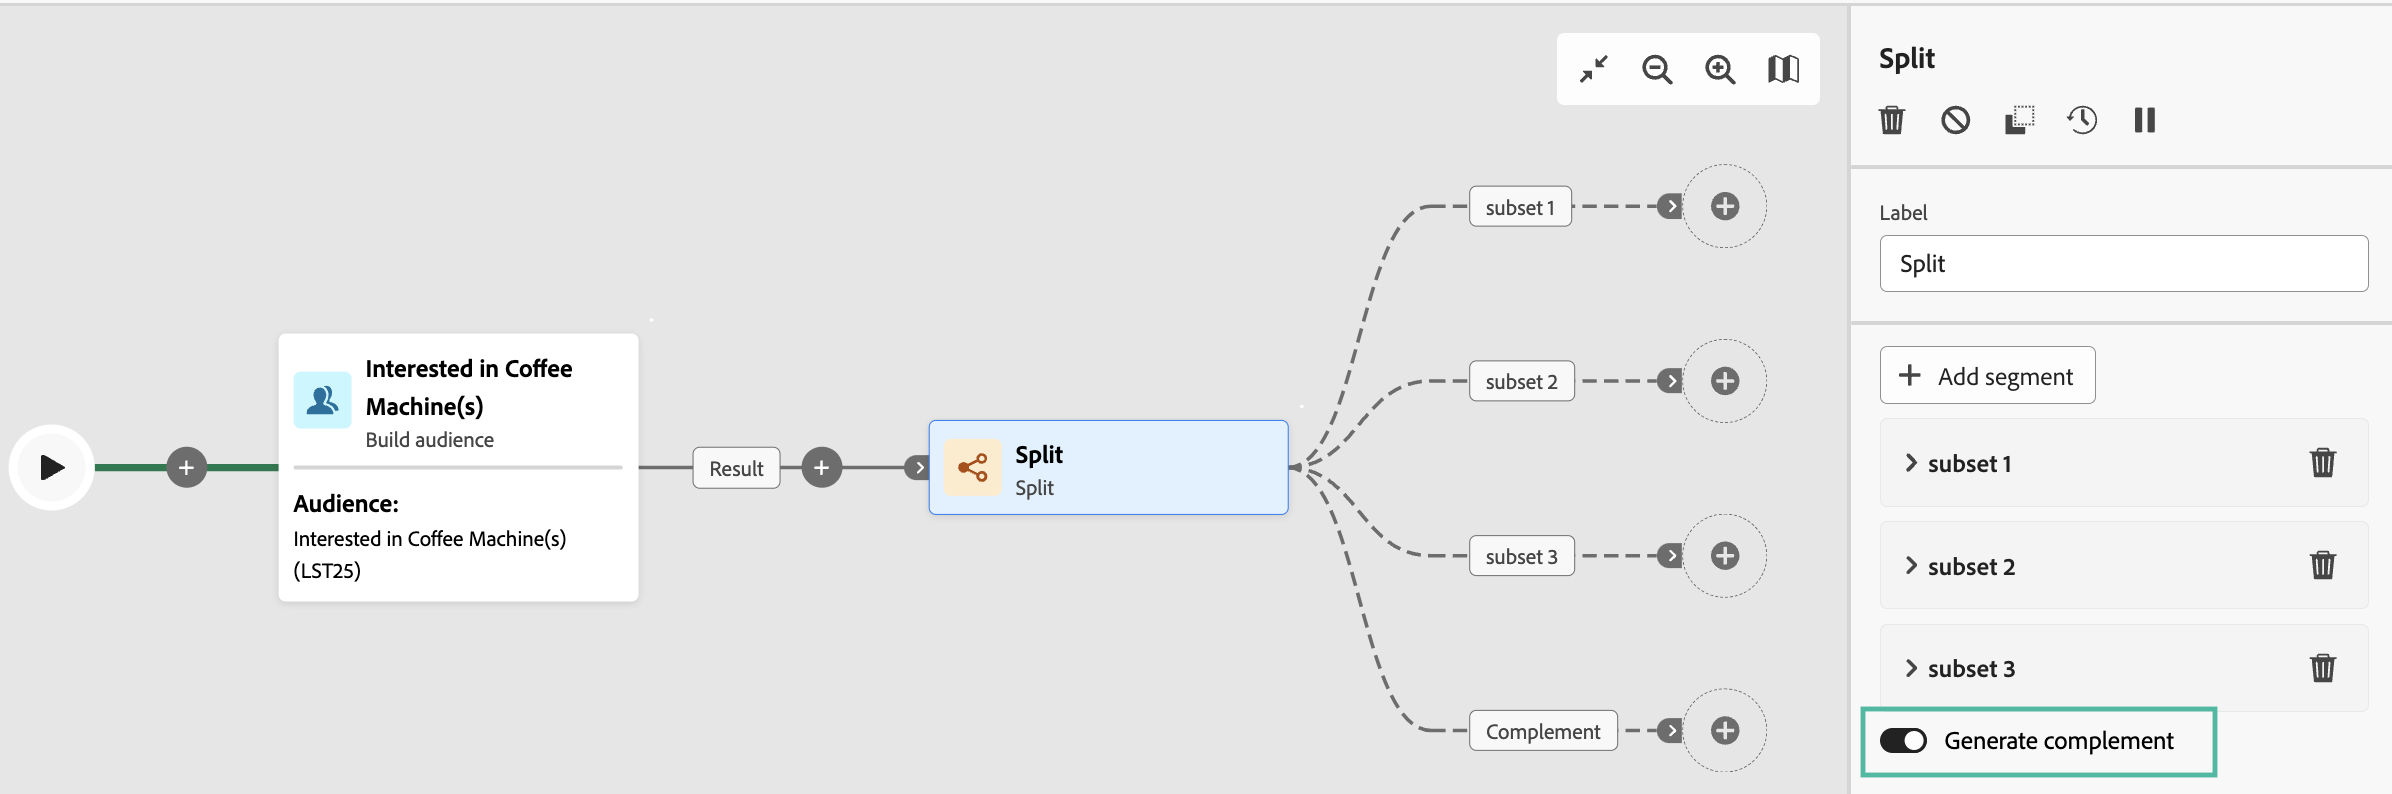 Interested in Coffee
Machine(s)
Build audience
Audience:
Interested in Coffee Machine(s)
(LST25)
Result
Split
Split
subset 1
subset 2
subset 3
Complement
Split
Label
Split
Add segment
subset 1
subset 2
subset 3
Generate complement